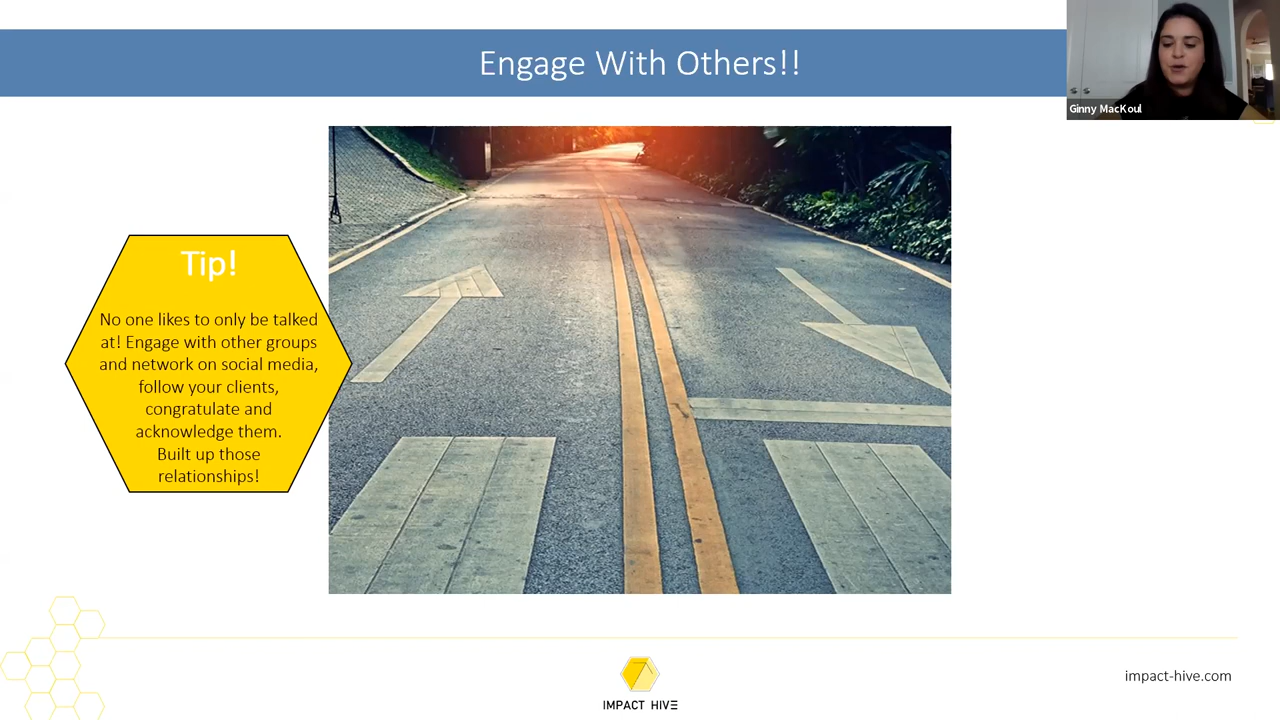 Engage With Others!!
Ginny MacKoul
Tip!
No one likes to only be talked
at! Engage with other groups
and network on social media,
follow your clients,
congratulate and
acknowledge them.
Built up those
relationships!
IMPACT HIVE
impact-hive.com